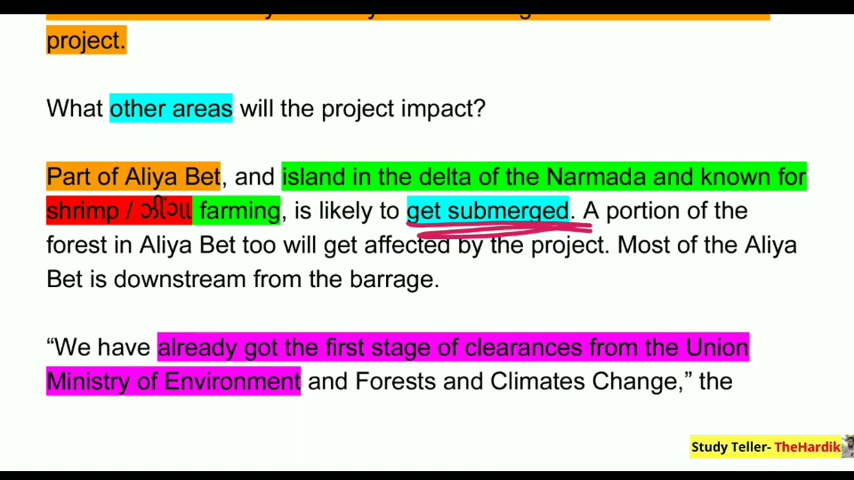 project.
What other areas will the project impact?
Part of Aliya Bet, and island in the delta of the Narmada and known for
shrimp / ઝીંગા farming, is likely to get submerged. A portion of the
forest in Aliya Bet too will get affected by the project. Most of the Aliya
Bet is downstream from the barrage.
“We have already got the first stage of clearances from the Union
Ministry of Environment and Forests and Climates Change,” the
Study Teller- TheHardik